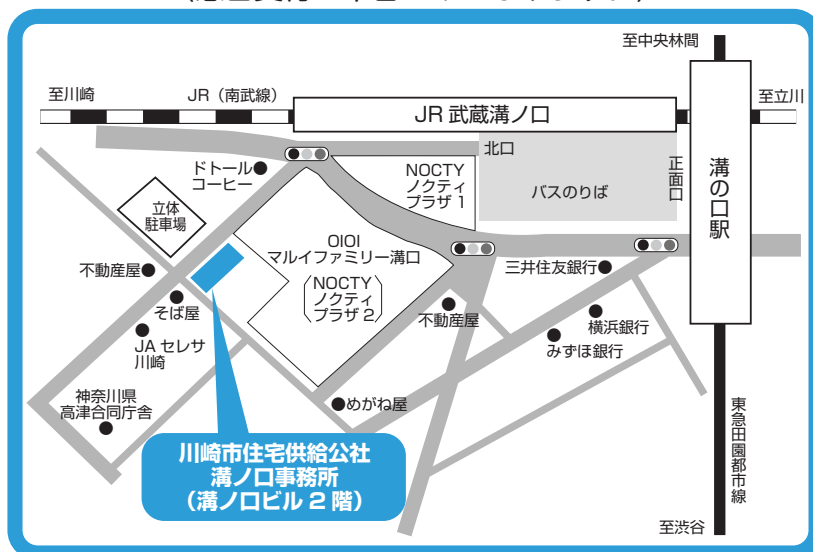 至中央林間
至川崎
JR（南武線）
JR 武蔵溝ノ口
至立川
北口
正面口
溝の口駅
バスのりば
ドトール
コーヒー
NOCTY
ノクティ
プラザ 1
立体
駐車場
OIOI
マルイファミリー溝口
NOCTY
ノクティ
プラザ 2
三井住友銀行
不動産屋
そば屋
不動産屋
横浜銀行
みずほ銀行
JA セレサ
川崎
めがね屋
神奈川県
高津合同庁舎
東急田園都市線
川崎市住宅供給公社
溝ノ口事務所
（溝ノ口ビル 2 階）
至渋谷